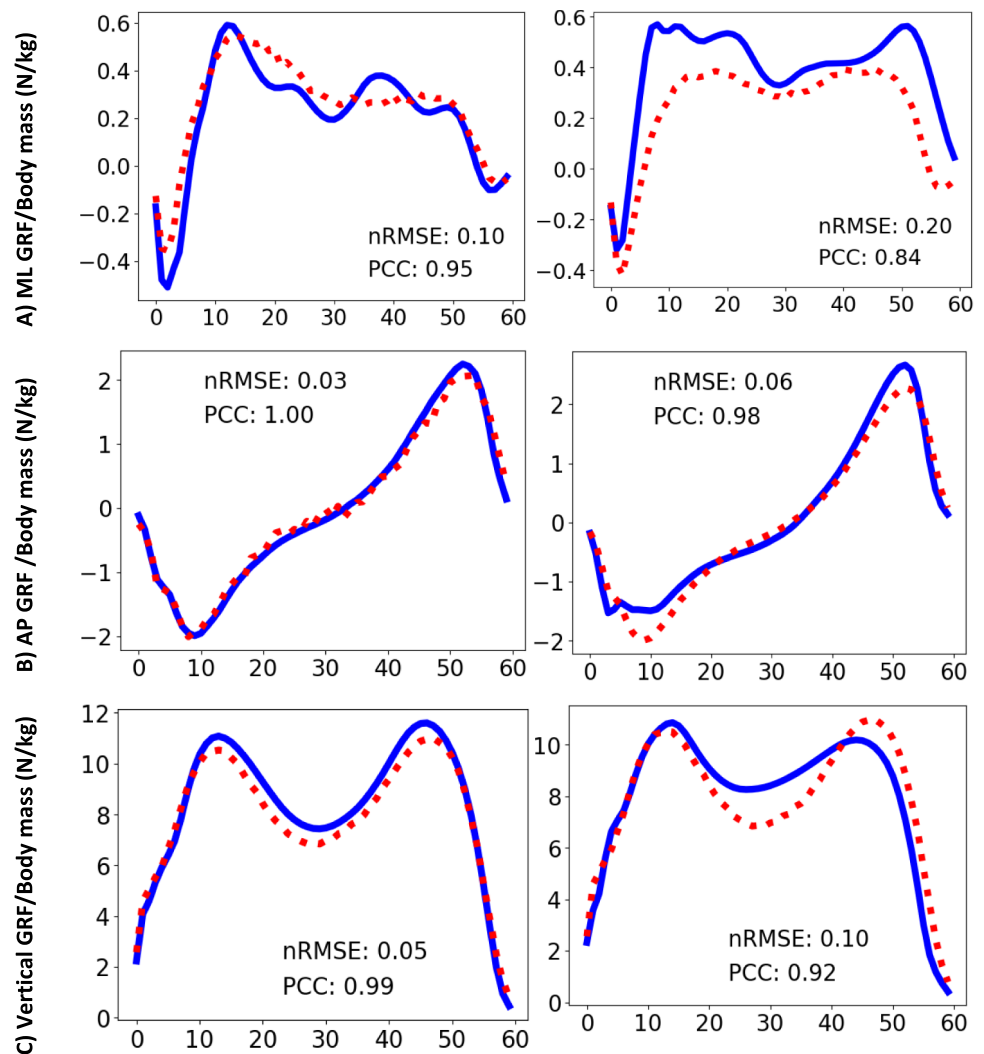 A) ML GRF/Body mass (N/kg)
0.6
0.4
0.2
0.0
−0.2
−0.4
nRMSE: 0.10
PCC: 0.95
0 10 20 30 40 50 60
0.6
0.4
0.2
0.0
−0.2
−0.4
nRMSE: 0.20
PCC: 0.84
0 10 20 30 40 50 60
B) AP GRF /Body mass (N/kg)
2
1
0
−1
−2
nRMSE: 0.03
PCC: 1.00
0 10 20 30 40 50 60
2
1
0
−1
−2
nRMSE: 0.06
PCC: 0.98
0 10 20 30 40 50 60
C) Vertical GRF/Body mass (N/kg)
12
10
8
6
4
2
0
nRMSE: 0.05
PCC: 0.99
0 10 20 30 40 50 60
10
8
6
4
2
0
nRMSE: 0.10
PCC: 0.92
0 10 20 30 40 50 60